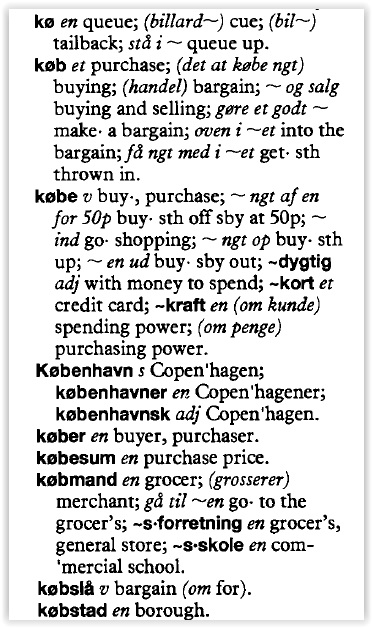 kø en queue; (billard~) cue; (bil~)
tailback; stå i ~ queue up.
køb et purchase; (det at købe ngt)
buying; (handel) bargain; ~ og salg
buying and selling; gøre et godt ~
make· a bargain; oven i ~et into the
bargain; få ngt med i ~et get· sth
thrown in.
købe v buy·, purchase; ~ ngt af en
for 50p buy· sth off sby at 50p; ~
ind go· shopping; ~ ngt op buy· sth
up; ~ en ud buy· sby out; ~dygtig
adj with money to spend; ~kort et
credit card; ~kraft en (om kunde)
spending power; (om penge)
purchasing power.
København s Copen'hagen;
københavner en Copen'hagener;
københavnsk adj Copen'hagen.
køber en buyer, purchaser.
købesum en purchase price.
købmand en grocer; (grosserer)
merchant; gå til ~en go· to the
grocer's; ~s·forretning en grocer's,
general store; ~s·skole en com-
'mercial school.
købslå v bargain (om for).
købstad en borough.